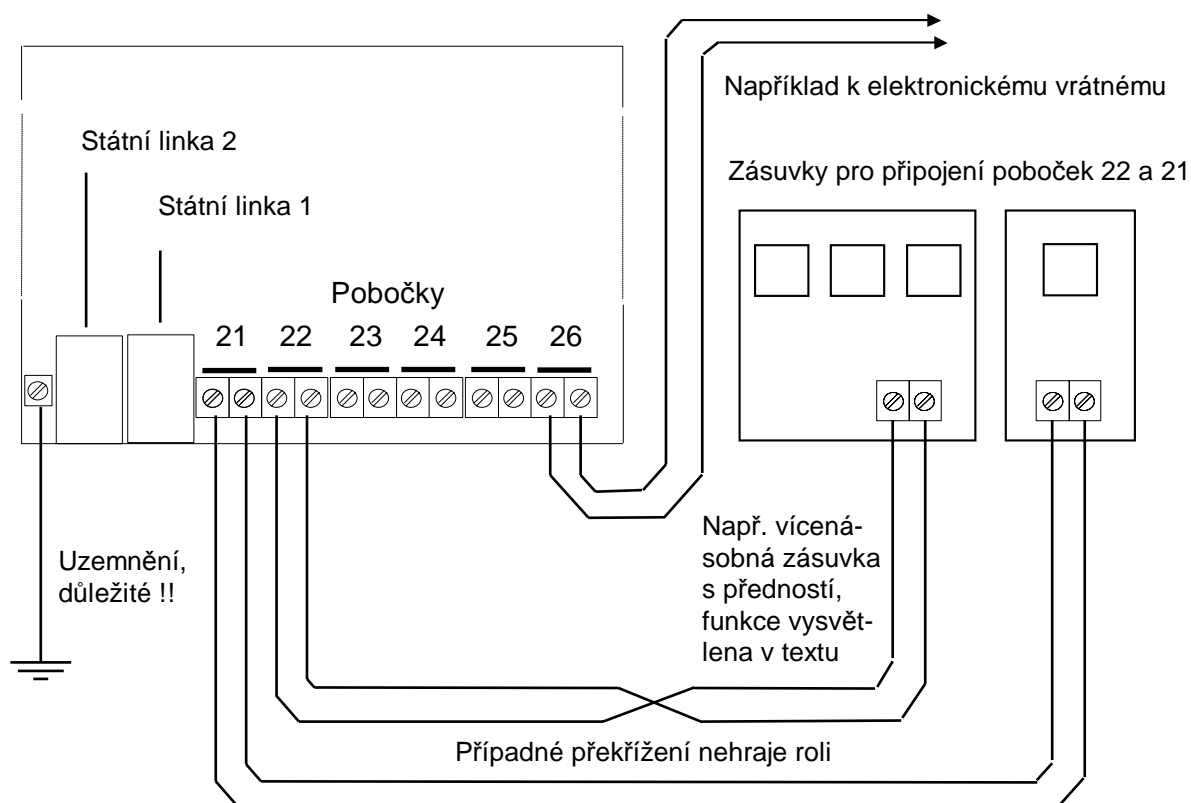 Například k elektronickému vrátnému
Státní linka 2
Zásuvky pro připojení poboček 22 a 21
Státní linka 1
Pobočky
21 22 23 24 25 26
Např. vícená-
sobná zásuvka
s předností,
funkce vysvět-
lena v textu
Uzemnění,
důležité !!
Případné překřížení nehraje roli